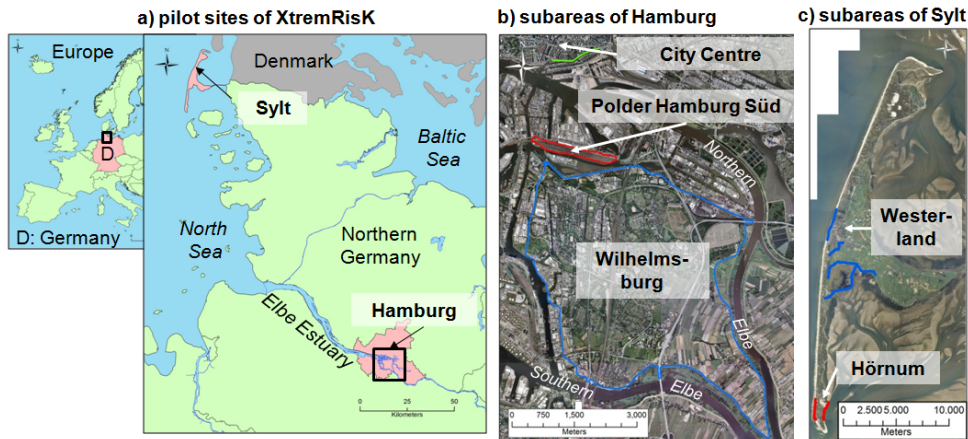 a) pilot sites of XtremRisK
Europe
D
D: Germany
N
Denmark
Sylt
Baltic
Sea
North
Sea
Northern
Germany
Elbe Estuary
Hamburg
0 25 50
Kilometers
b) subareas of Hamburg
City Centre
Polder Hamburg Süd
Northern
Wilhelms-
burg
Elbe
Southern
Elbe
0 750 1,500 3,000
Meters
c) subareas of Sylt
Wester-
land
Hörnum
0 2.500 5.000 10.000
Meters